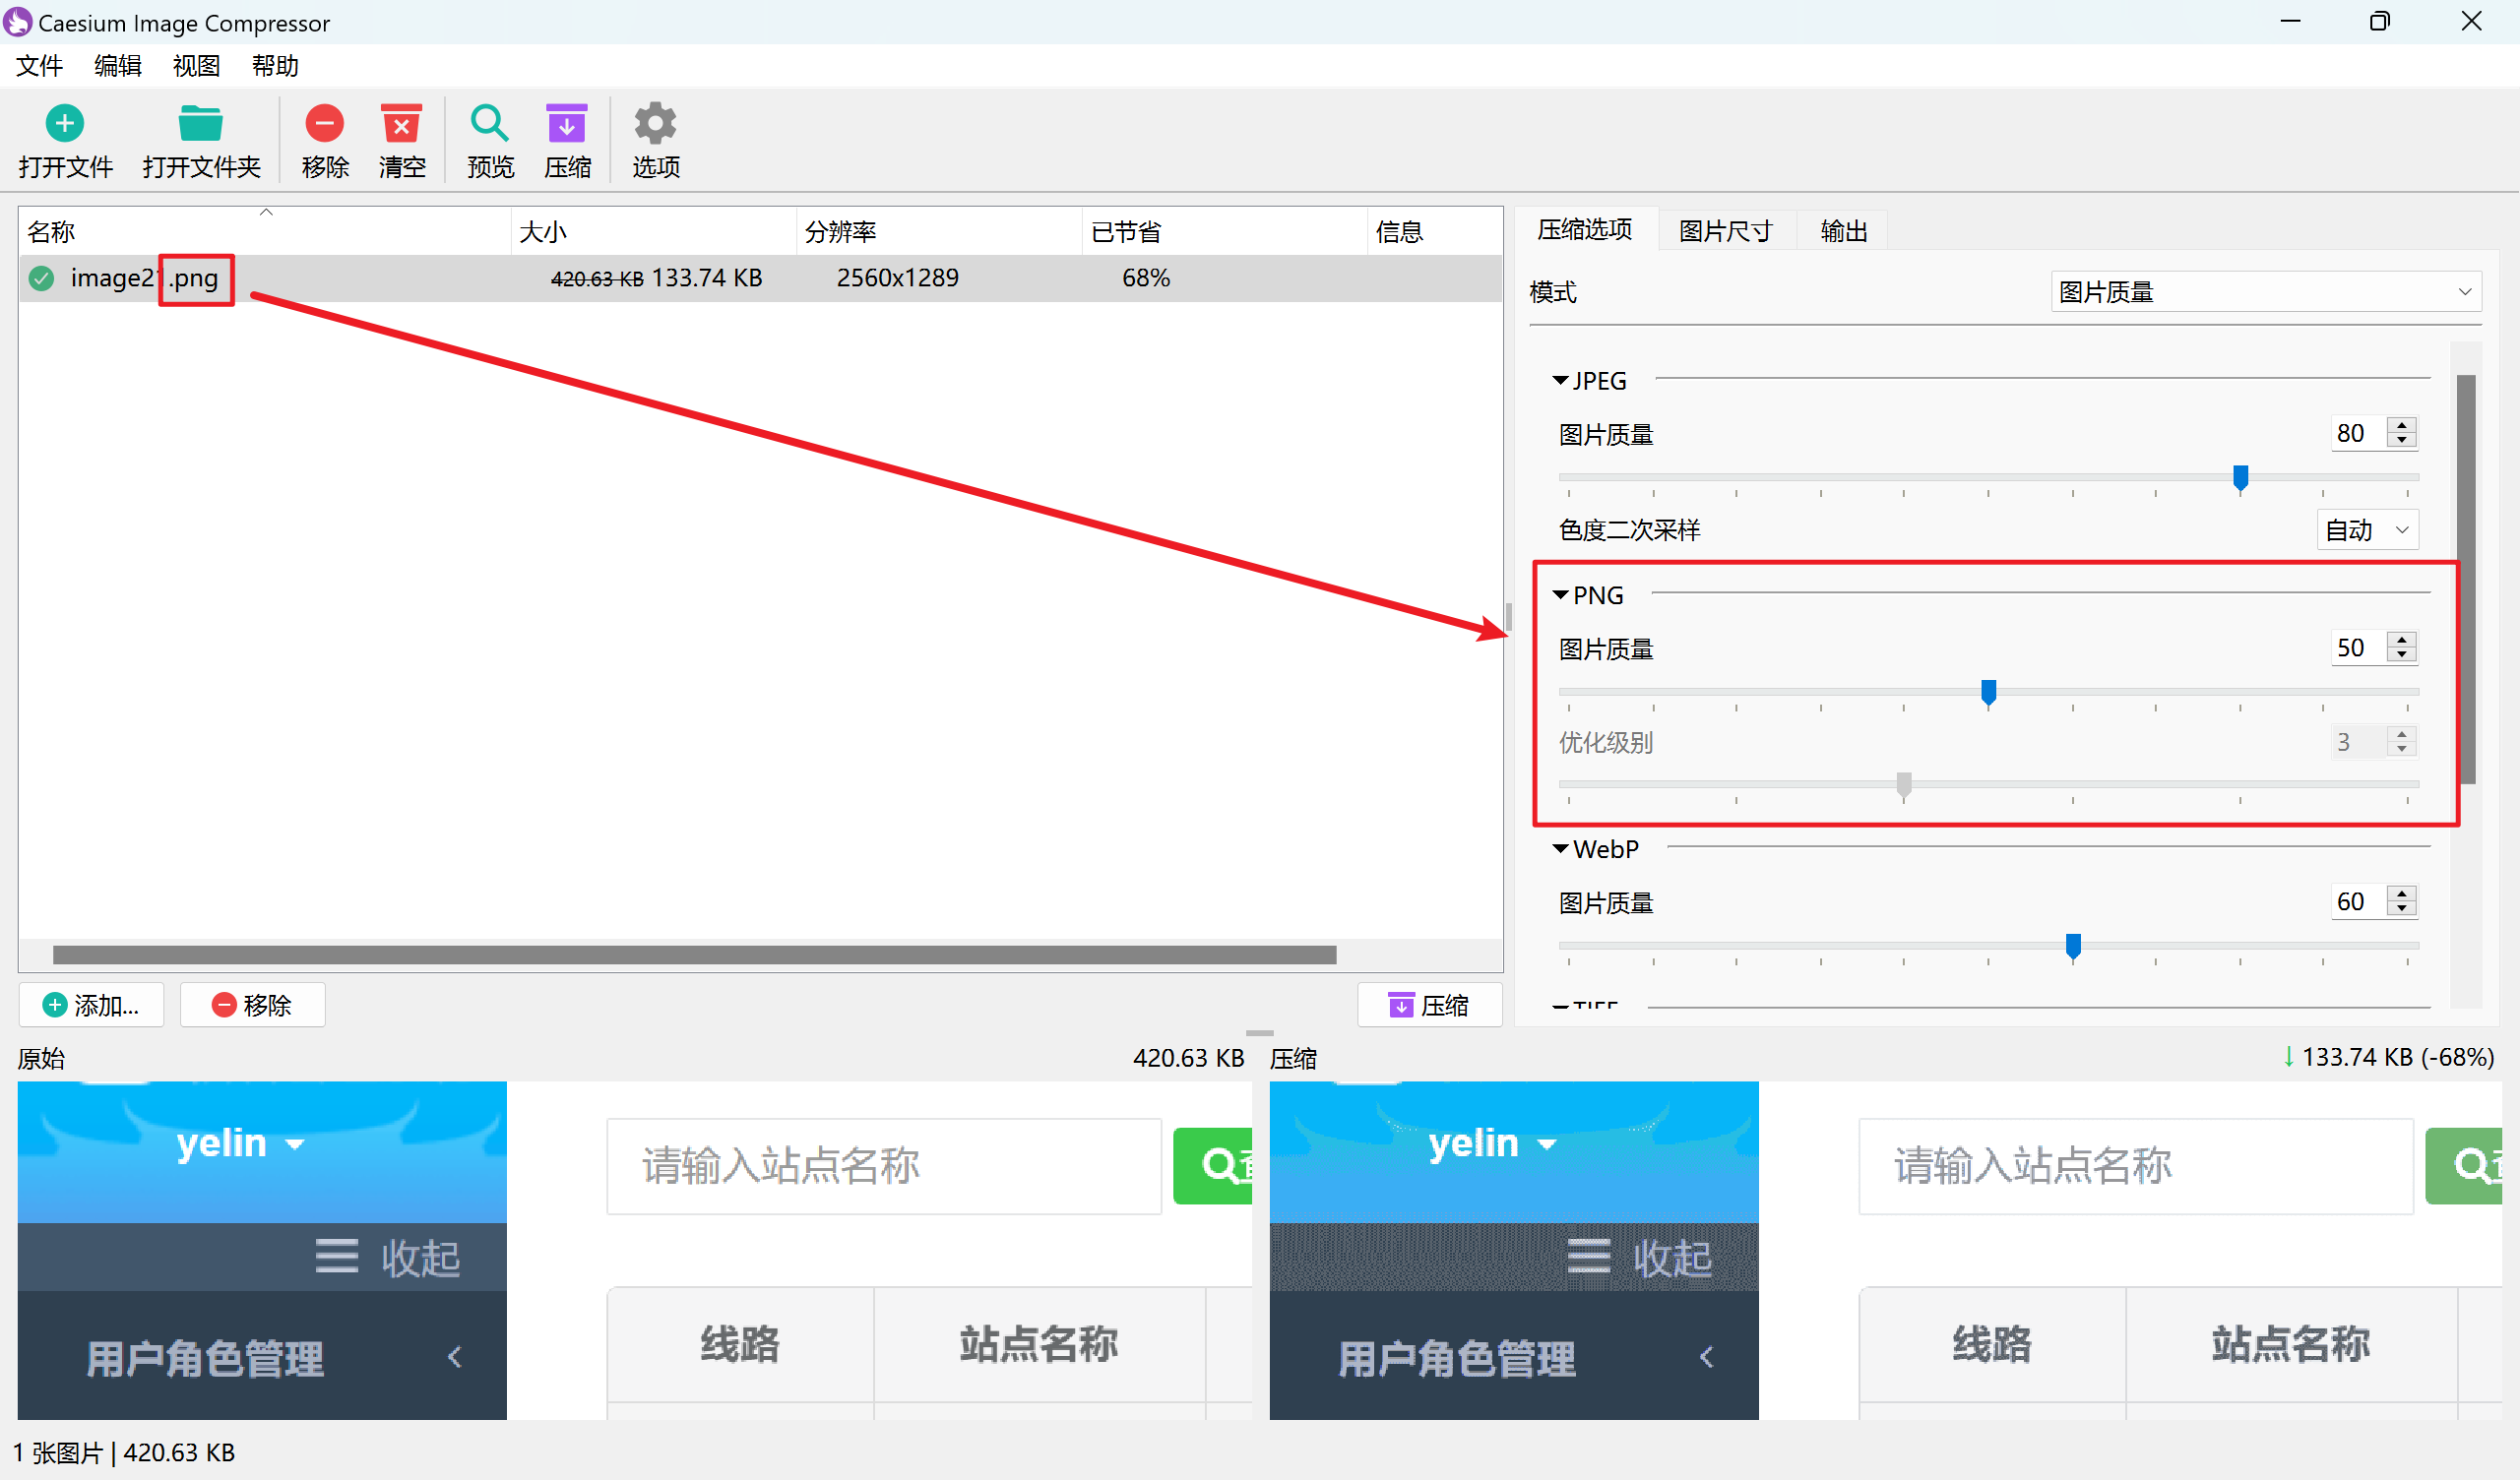 Caesium Image Compressor
文件 编辑 视图 帮助
打开文件 打开文件夹 移除 清空 预览 压缩 选项
名称 大小 分辨率 已节省 信息
image21.png 420.63 KB 133.74 KB 2560x1289 68%
压缩选项 图片尺寸 输出
模式 图片质量
JPEG
图片质量 80
色度二次采样 自动
PNG
图片质量 50
优化级别 3
WebP
图片质量 60
TIFF
添加... 移除 压缩
原始 420.63 KB 压缩 ↓ 133.74 KB (-68%)
yelin
请输入站点名称
收起
线路 站点名称
用户角色管理
yelin
请输入站点名称
收起
线路 站点名称
用户角色管理
1 张图片 | 420.63 KB